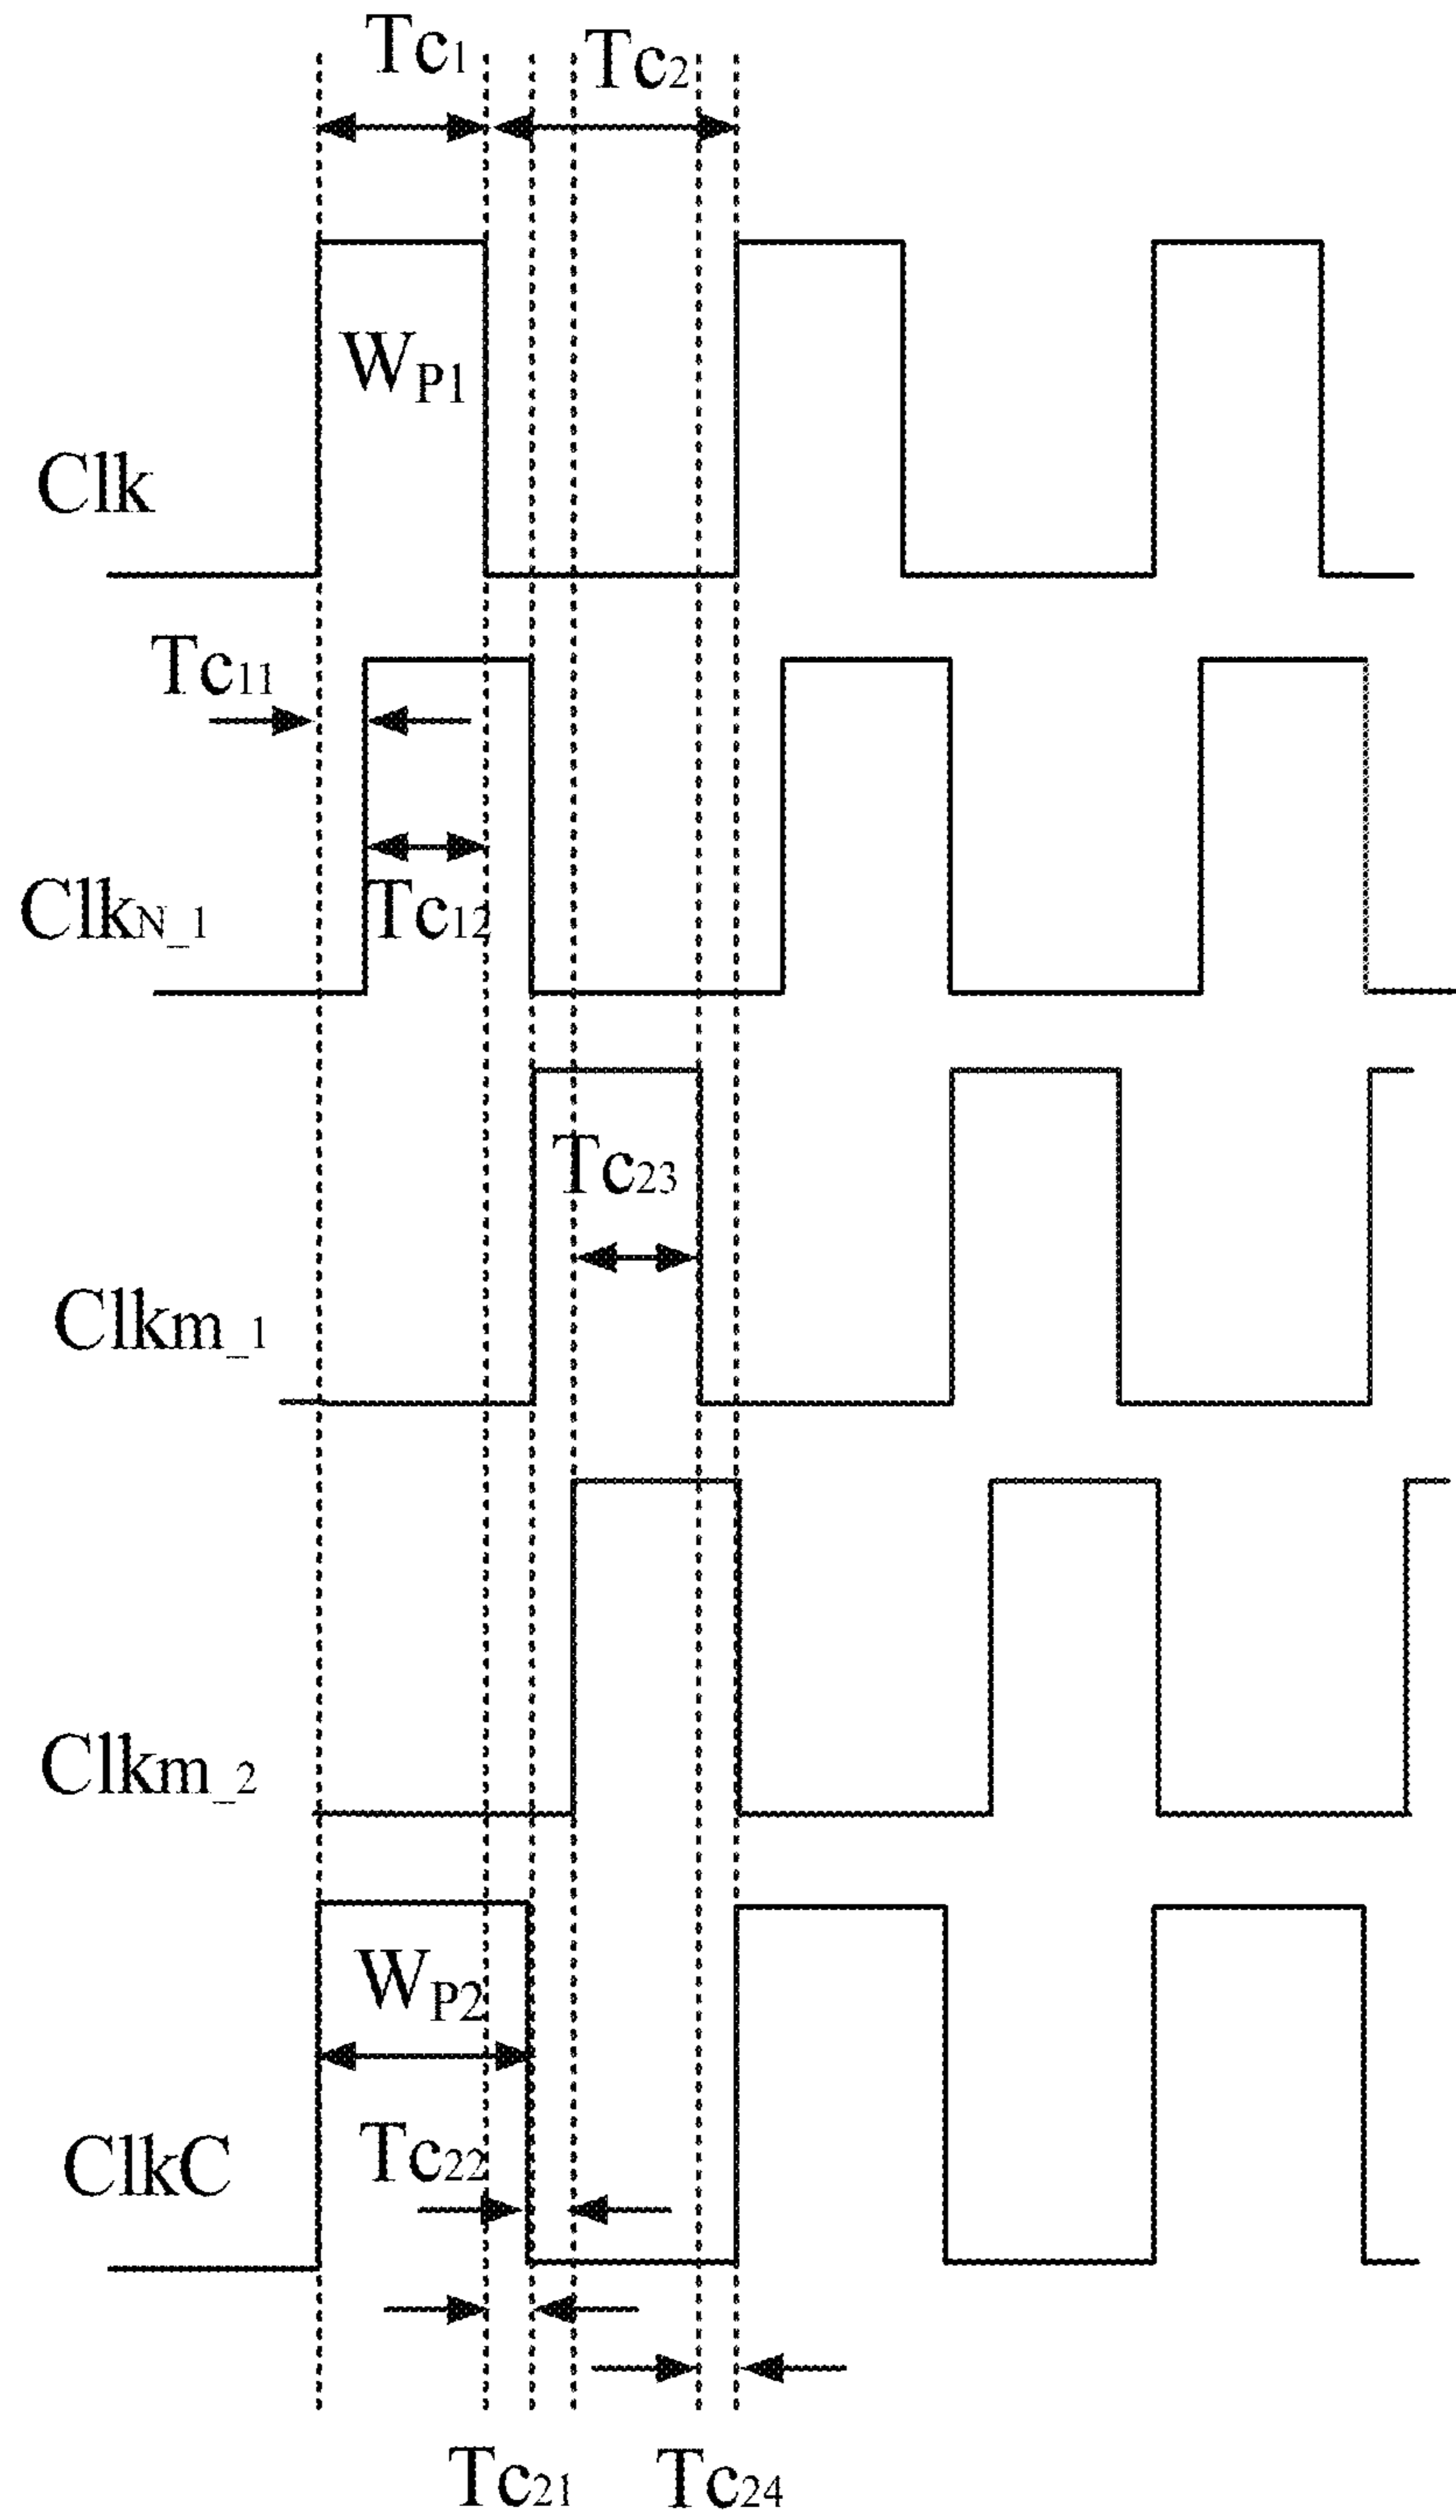 Tc1
Tc2
WP1
Clk
Tc11
ClkN_1
Tc12
Tc23
Clkm_1
Clkm_2
WP2
Tc22
ClkC
Tc21
Tc24